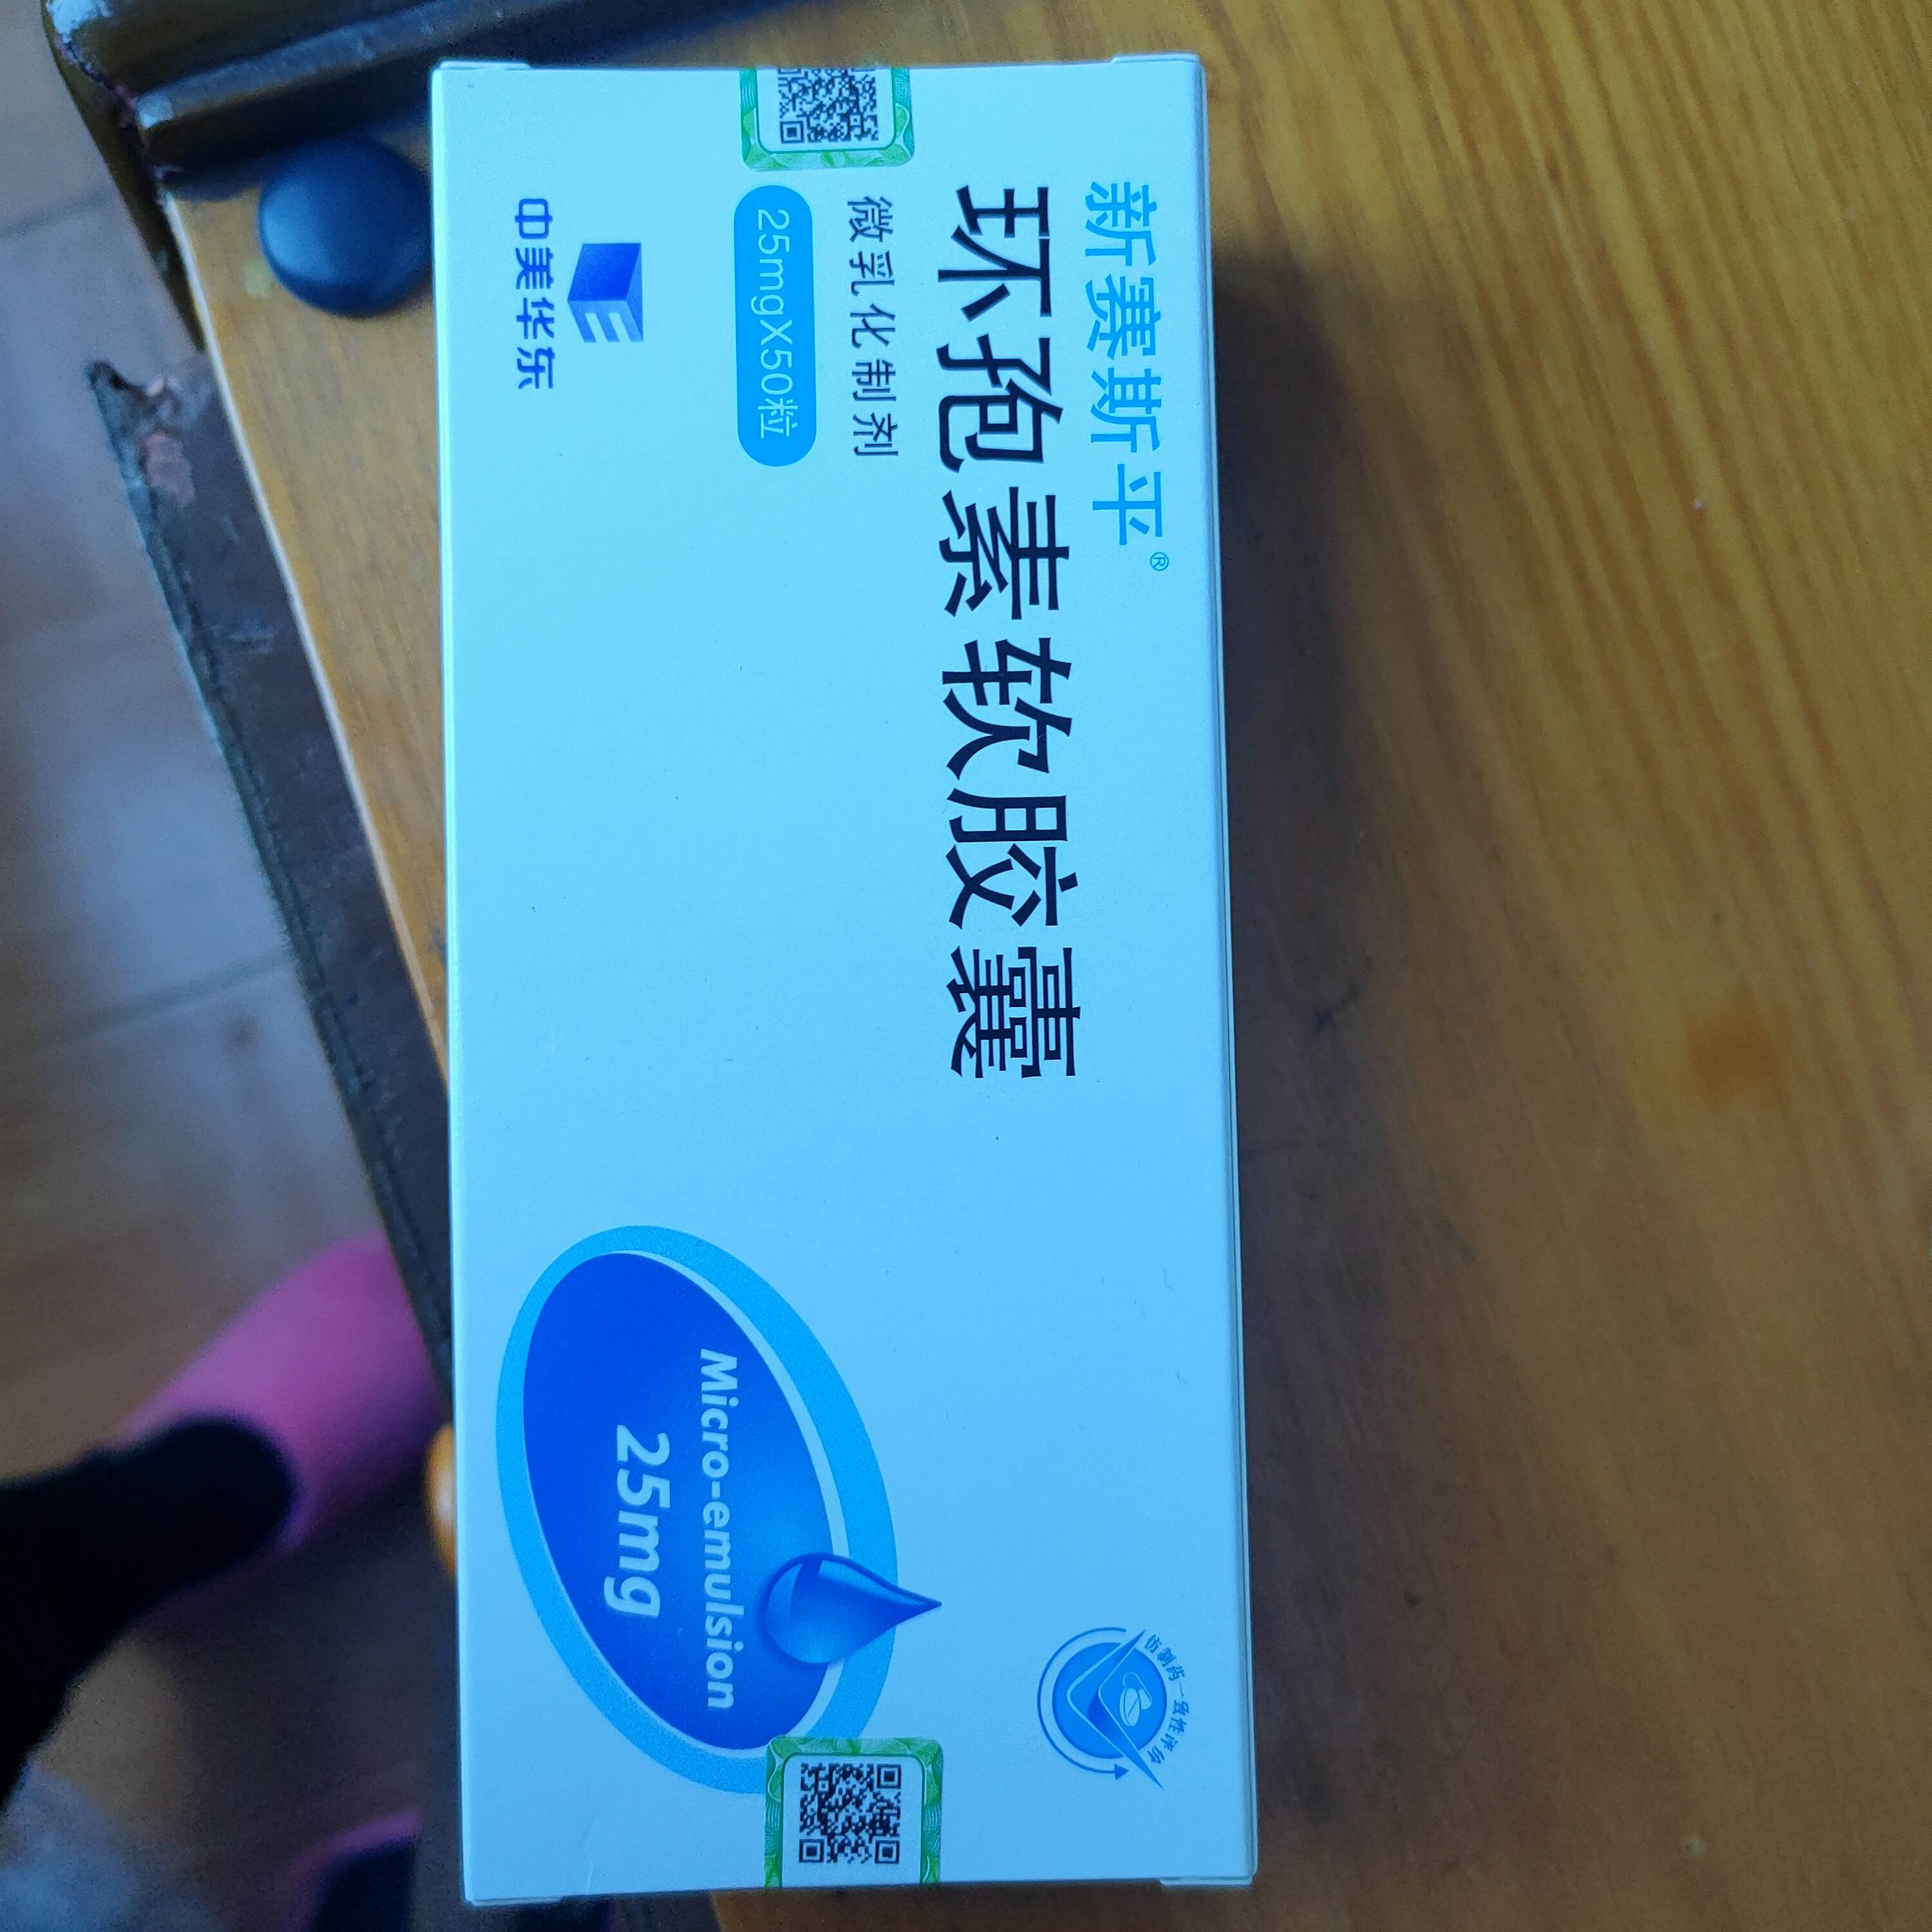 新赛斯平®
环孢素软胶囊
微乳化制剂
25mgX50粒
中美华东
仿制药一致性评价
Micro-emulsion
25mg